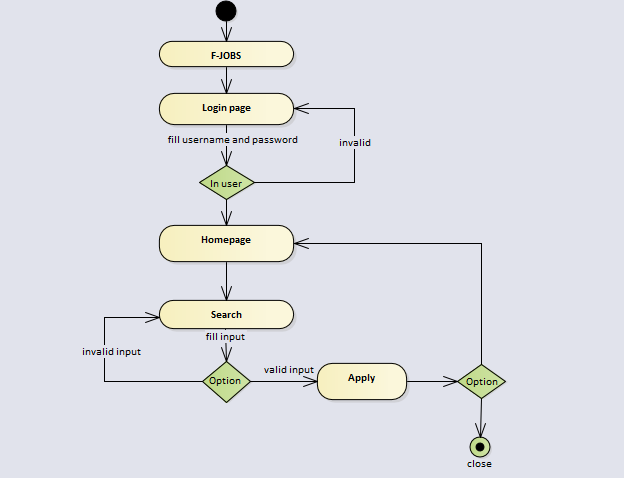 F-JOBS
Login page
fill username and password
invalid
In user
Homepage
Search
fill input
invalid input
Option
valid input
Apply
Option
close